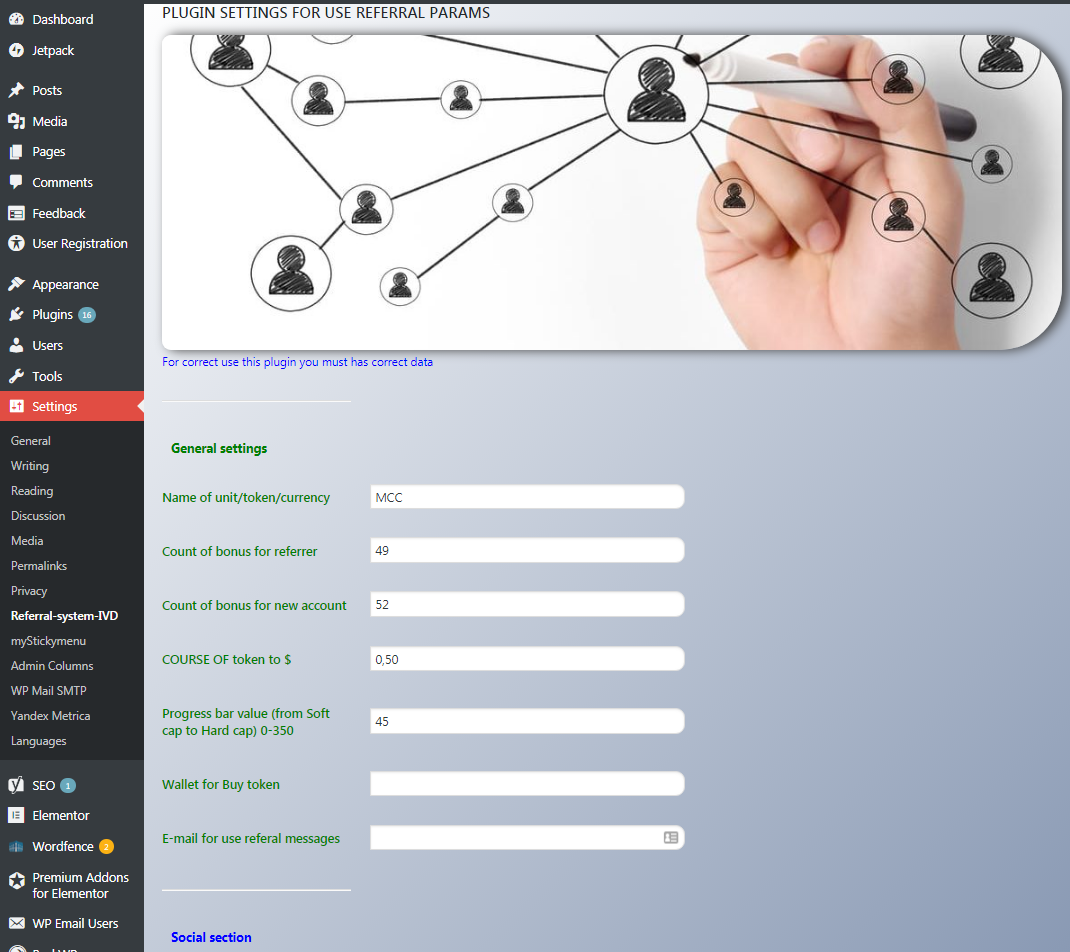 Dashboard
Jetpack
Posts
Media
Pages
Comments
Feedback
User Registration
Appearance
Plugins 16
Users
Tools
Settings
General
Writing
Reading
Discussion
Media
Permalinks
Privacy
Referral-system-IVD
myStickymenu
Admin Columns
WP Mail SMTP
Yandex Metrica
Languages
SEO 1
Elementor
Wordfence 2
Premium Addons
for Elementor
WP Email Users
PLUGIN SETTINGS FOR USE REFERRAL PARAMS
For correct use this plugin you must has correct data
General settings
Name of unit/token/currency MCC
Count of bonus for referrer 49
Count of bonus for new account 52
COURSE OF token to $ 0,50
Progress bar value (from Soft
cap to Hard cap) 0-350 45
Wallet for Buy token
E-mail for use referal messages
Social section